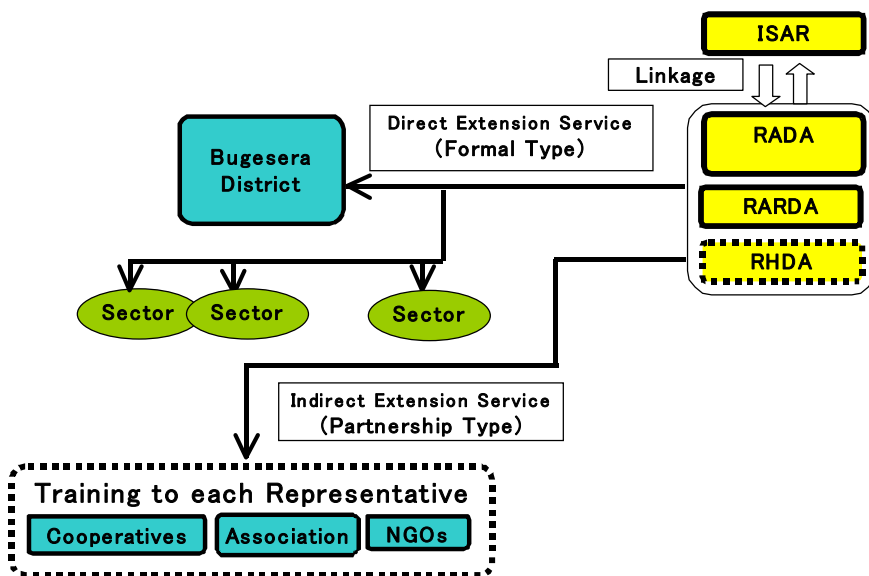 ISAR
Linkage
Direct Extension Service
(Formal Type)
RADA
Bugesera
District
RARDA
RHDA
Sector
Sector
Sector
Indirect Extension Service
(Partnership Type)
Training to each Representative
Cooperatives
Association
NGOs